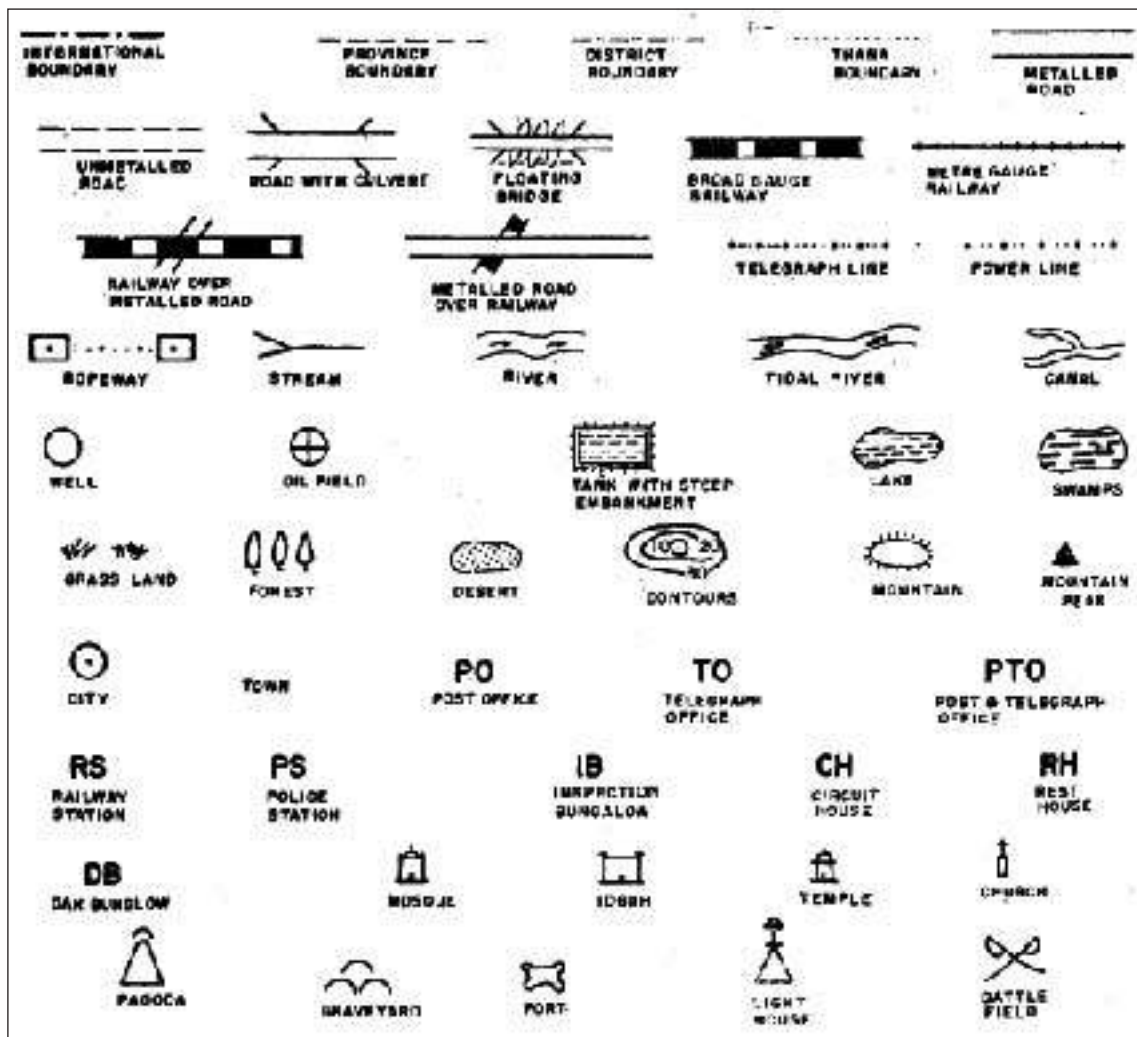 INTERNATIONAL
BOUNDARY
PROVINCE
BOUNDARY
DISTRICT
BOUNDARY
THANA
BOUNDARY
METALLED
ROAD
UNMETALLED
ROAD
ROAD WITH CULVERT
FLOATING
BRIDGE
BROAD GAUGE
RAILWAY
METRE GAUGE
RAILWAY
RAILWAY OVER
METALLED ROAD
METALLED ROAD
OVER RAILWAY
TELEGRAPH LINE
POWER LINE
ROPEWAY
STREAM
RIVER
TIDAL RIVER
CANAL
WELL
OIL FIELD
TANK WITH STEEP
EMBANKMENT
LAKE
SWAMPS
GRASS LAND
FOREST
DESERT
10 20
30
CONTOURS
MOUNTAIN
MOUNTAIN
PEAK
CITY
TOWN
PO
POST OFFICE
TO
TELEGRAPH
OFFICE
PTO
POST & TELEGRAPH
OFFICE
RS
RAILWAY
STATION
PS
POLICE
STATION
IB
INSPECTION
BUNGALOW
CH
CIRCUIT
HOUSE
RH
REST
HOUSE
DB
DAK BUNGLOW
MOSQUE
IDGAH
TEMPLE
CHURCH
PAGODA
GRAVEYARD
FORT
LIGHT
HOUSE
BATTLE
FIELD